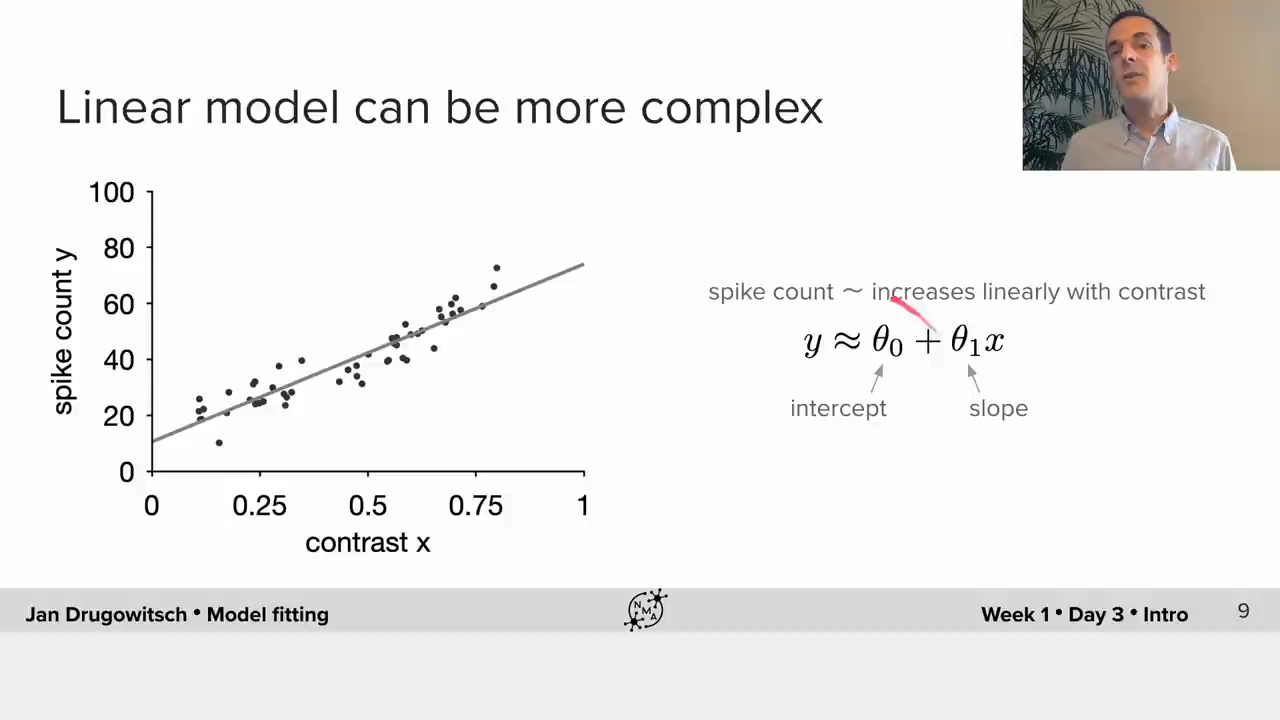 Linear model can be more complex
100
80
60
40
20
0
spike count y
0 0.25 0.5 0.75 1
contrast x
spike count ~ increases linearly with contrast
y ≈ θ₀ + θ₁x
intercept slope
Jan Drugowitsch • Model fitting
N M A
Week 1 • Day 3 • Intro 9